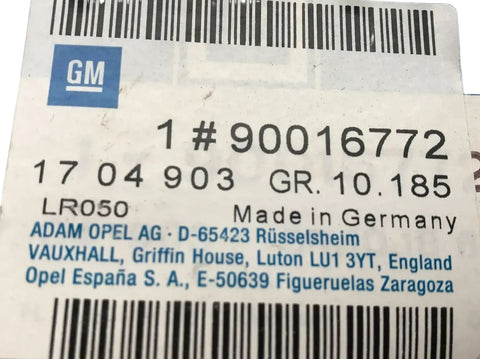 GM
1 # 90016772
17 04 903 GR. 10.185
LR050 Made in Germany
ADAM OPEL AG · D-65423 Rüsselsheim
VAUXHALL, Griffin House, Luton LU1 3YT, England
Opel España S. A., E-50639 Figueruelas Zaragoza